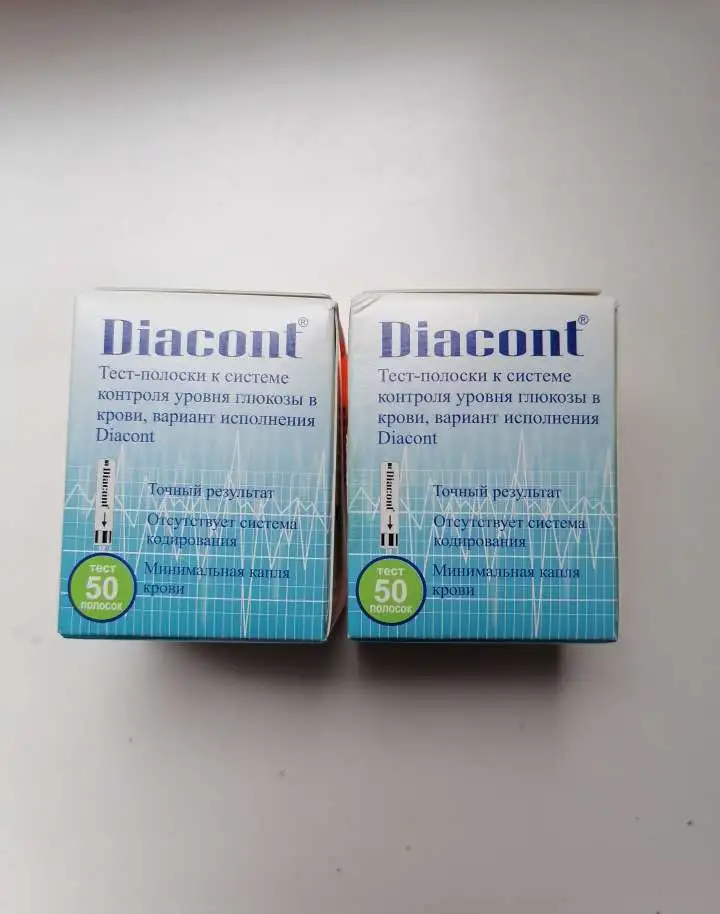 Diacont®
Тест-полоски к системе
контроля уровня глюкозы в
крови, вариант исполнения
Diacont
Diacont
Точный результат
Отсутствует система
кодирования
Минимальная капля
крови
тест
50
полосок
Diacont®
Тест-полоски к системе
контроля уровня глюкозы в
крови, вариант исполнения
Diacont
Diacont
Точный результат
Отсутствует система
кодирования
Минимальная капля
крови
тест
50
полосок